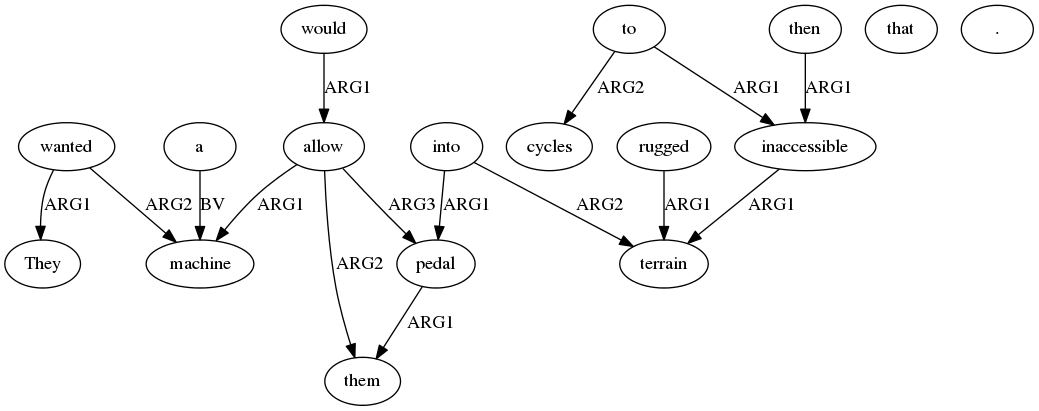 would to then that .
ARG1 ARG2 ARG1 ARG1
wanted a allow into cycles rugged inaccessible
ARG1 ARG2 BV ARG1 ARG3 ARG1 ARG2 ARG1 ARG1
They machine ARG2 pedal terrain
ARG1
them